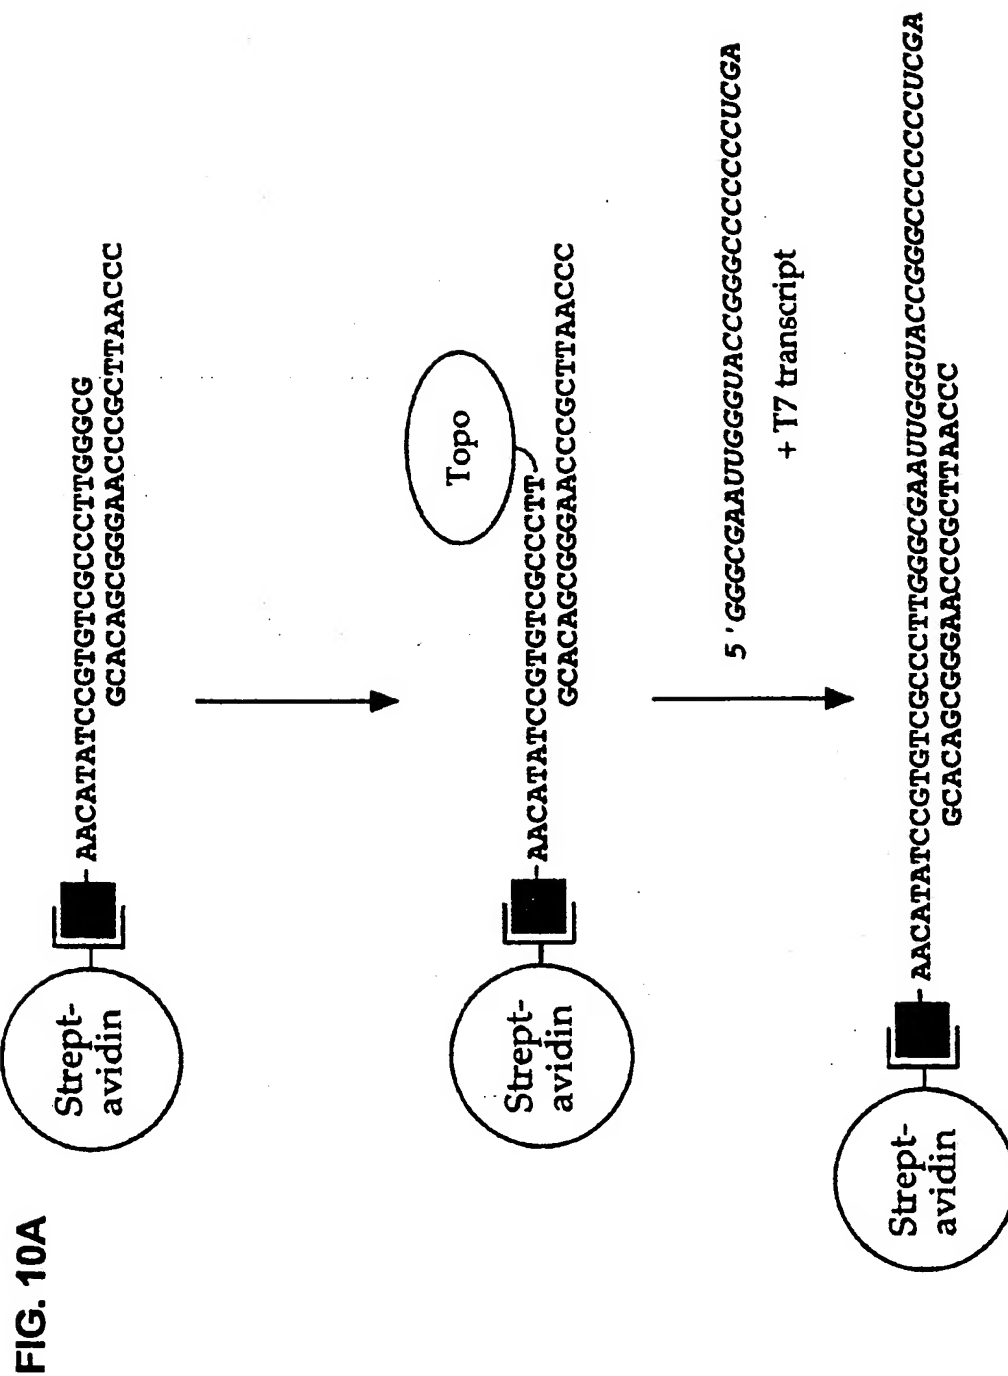 FIG. 10A
Strept-
avidin
AACATATCCGTGTCGCCCTTGGGCG
GCACAGCGGGAACCCGCTTAACCC
Topo
Strept-
avidin
AACATATCCGTGTCGCCCTT-
GCACAGCGGGAACCCGCTTAACCC
5'GGGCGAAUUGGGUACCGGGCCCCCCCUCGA
+ T7 transcript
Strept-
avidin
AACATATCCGTGTCGCCCTTGGGCGAAUUGGGUACCGGGCCCCCCCUCGA
GCACAGCGGGAACCCGCTTAACCC